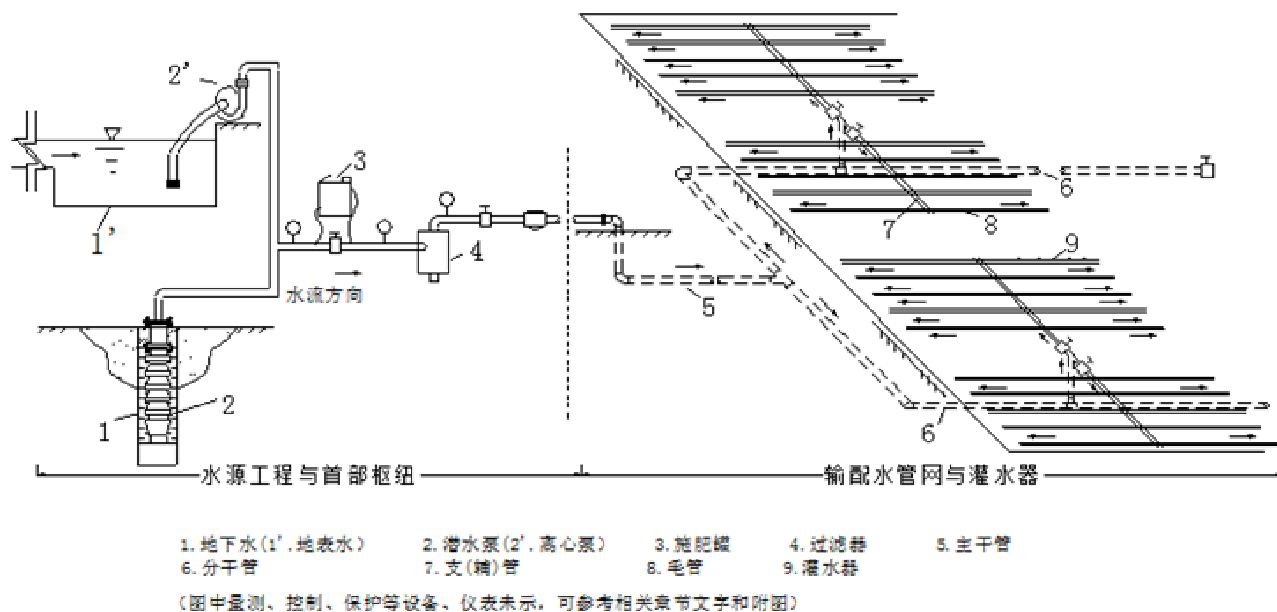 2'
3
1'
4
水流方向
1
2
5
6
7
8
9
6
水源工程与首部枢纽
输配水管网与灌水器
1.地下水(1',地表水) 2.潜水泵(2',离心泵) 3.施肥罐 4.过滤器 5.主干管
6.分干管 7.支(辅)管 8.毛管 9.灌水器
(图中量测、控制、保护等设备、仪表未示，可参考相关章节文字和附图)